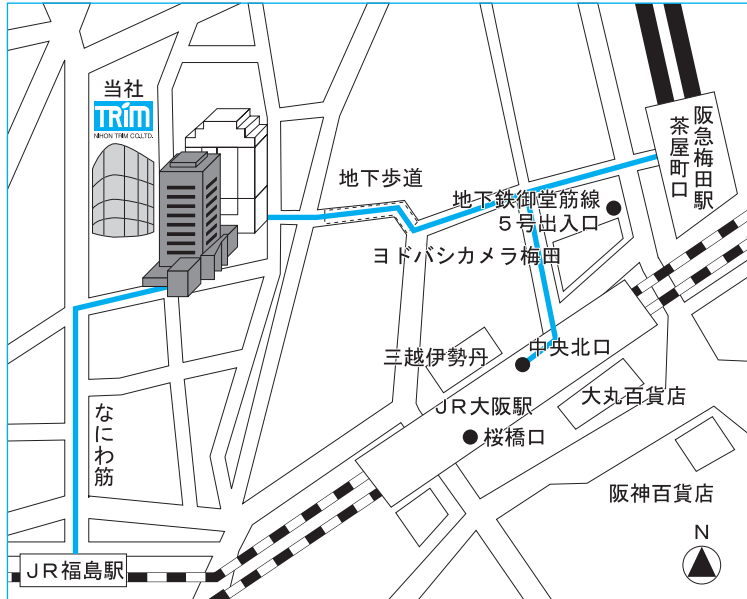 当社
TRIM
NIHON TRIM CO.,LTD.
地下歩道
阪急梅田駅
茶屋町口
地下鉄御堂筋線
５号出入口
ヨドバシカメラ梅田
三越伊勢丹
中央北口
ＪＲ大阪駅
大丸百貨店
桜橋口
なにわ筋
阪神百貨店
N
ＪＲ福島駅